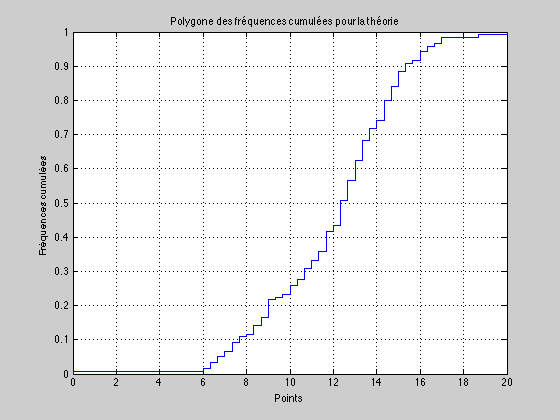 Polygone des fréquences cumulées pour la théorie
1
0.9
0.8
0.7
0.6
0.5
0.4
0.3
0.2
0.1
0
Fréquences cumulées
0 2 4 6 8 10 12 14 16 18 20
Points